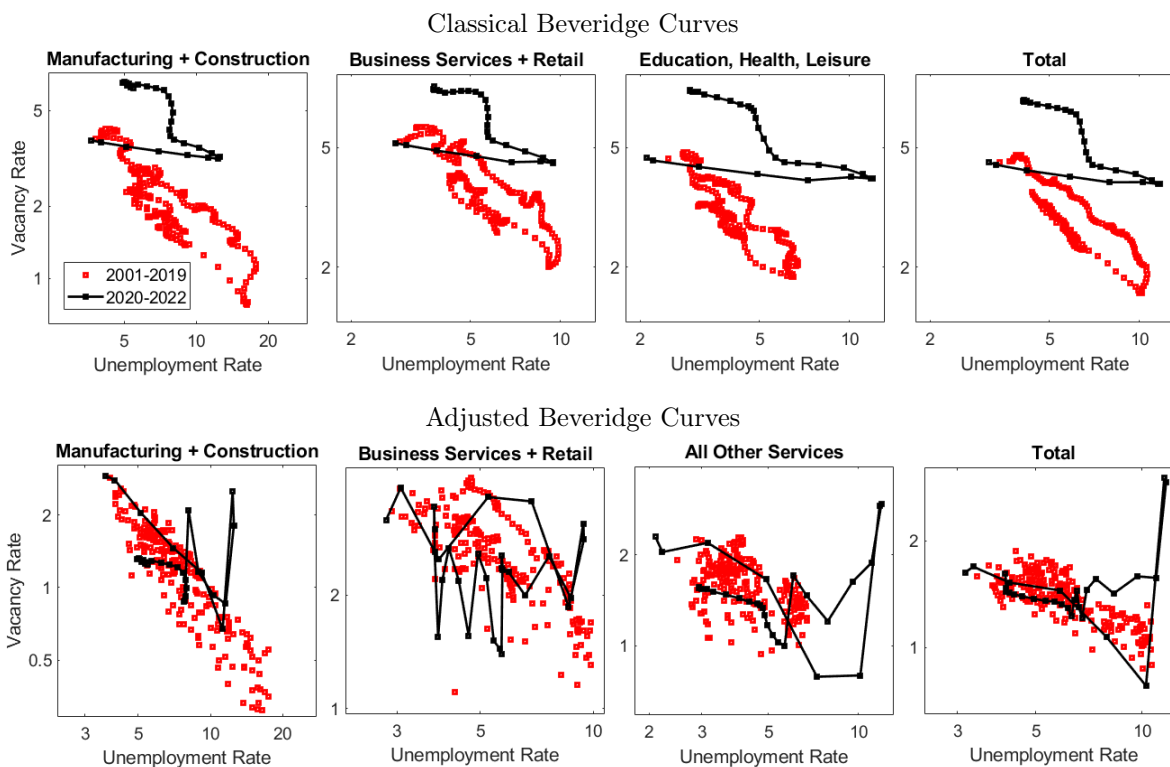 Classical Beveridge Curves
Manufacturing + Construction
Business Services + Retail
Education, Health, Leisure
Total
Vacancy Rate
5
2
1
2001-2019
2020-2022
5 10 20
Unemployment Rate
5
2
2 5 10
Unemployment Rate
5
2
2 5 10
Unemployment Rate
5
2
2 5 10
Unemployment Rate
Adjusted Beveridge Curves
Manufacturing + Construction
Business Services + Retail
All Other Services
Total
Vacancy Rate
2
1
0.5
3 5 10 20
Unemployment Rate
2
1
3 5 10
Unemployment Rate
2
1
2 3 5 10
Unemployment Rate
2
1
3 5 10
Unemployment Rate